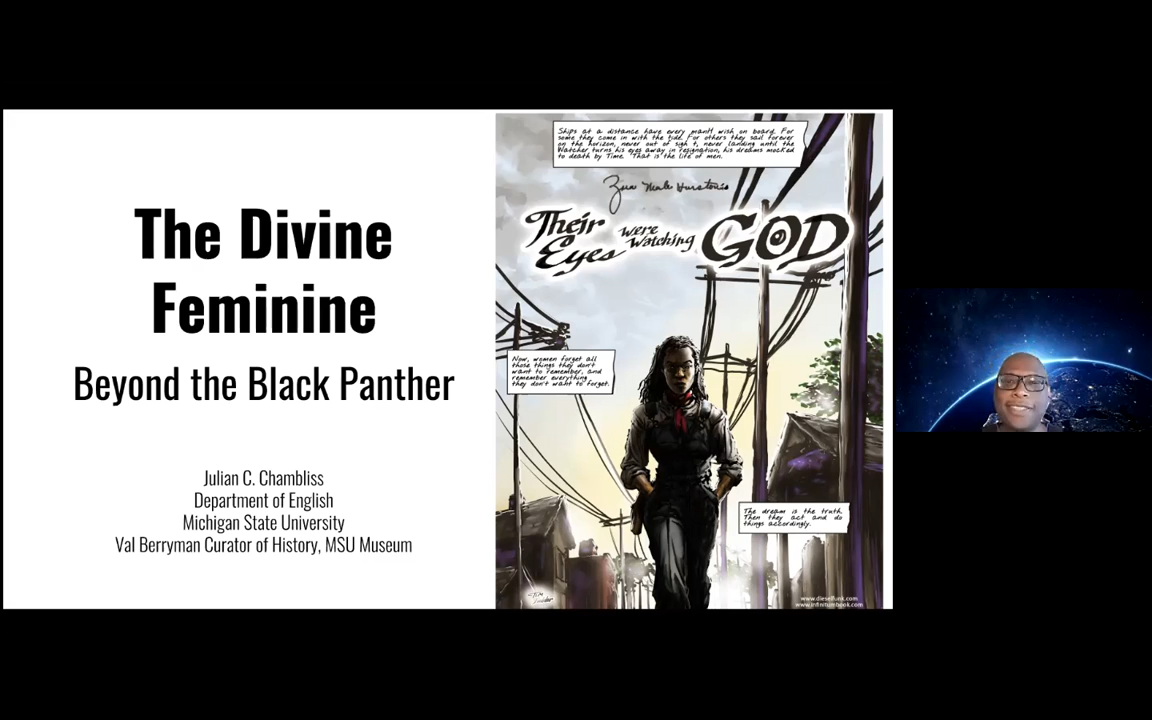 The Divine
Feminine
Beyond the Black Panther
Julian C. Chambliss
Department of English
Michigan State University
Val Berryman Curator of History, MSU Museum
Ships at a distance have every man's wish on board. For
some they come in with the tide. For others they sail forever
on the horizon, never out of sight, never landing until the
Watcher turns his eyes away in resignation, his dreams mocked
to death by Time. That is the life of men.
Zora Neale Hurston's
Their
Eyes were
Watching GOD
Now, women forget all
those things they don't
want to remember, and
remember everything
they don't want to forget.
The dream is the truth.
Then they act and do
things accordingly.
Tim
www.dieselfunk.com
www.infinitumbook.com